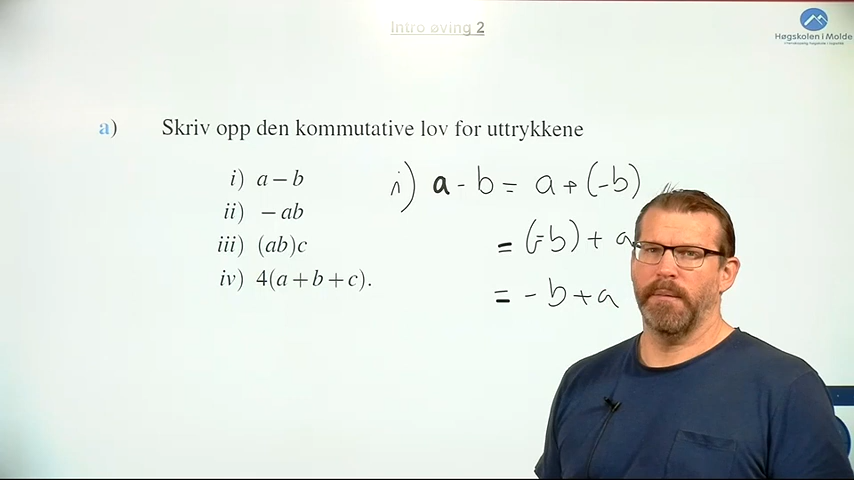 Intro øving 2
Høgskolen i Molde
a) Skriv opp den kommutative lov for uttrykkene
i) a − b
ii) − ab
iii) (ab)c
iv) 4(a + b + c).
i) a - b = a + (-b)
= (-b) + a
= - b + a